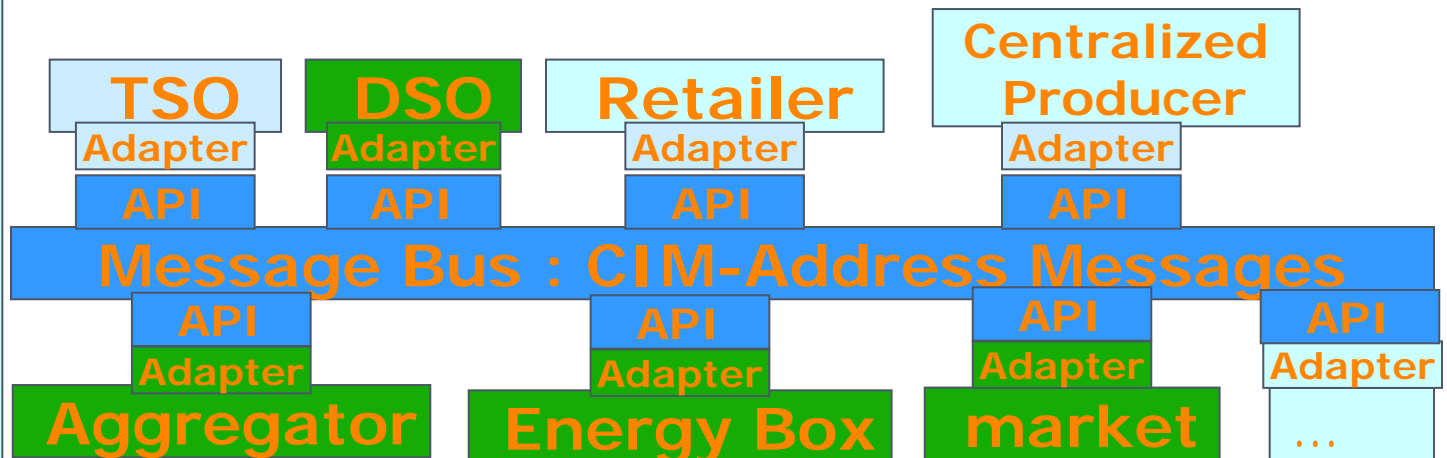 Centralized
Producer
TSO DSO Retailer
Adapter Adapter Adapter Adapter
API API API API
Message Bus : CIM-Address Messages
API API API API
Adapter Adapter Adapter Adapter
Aggregator Energy Box market ...